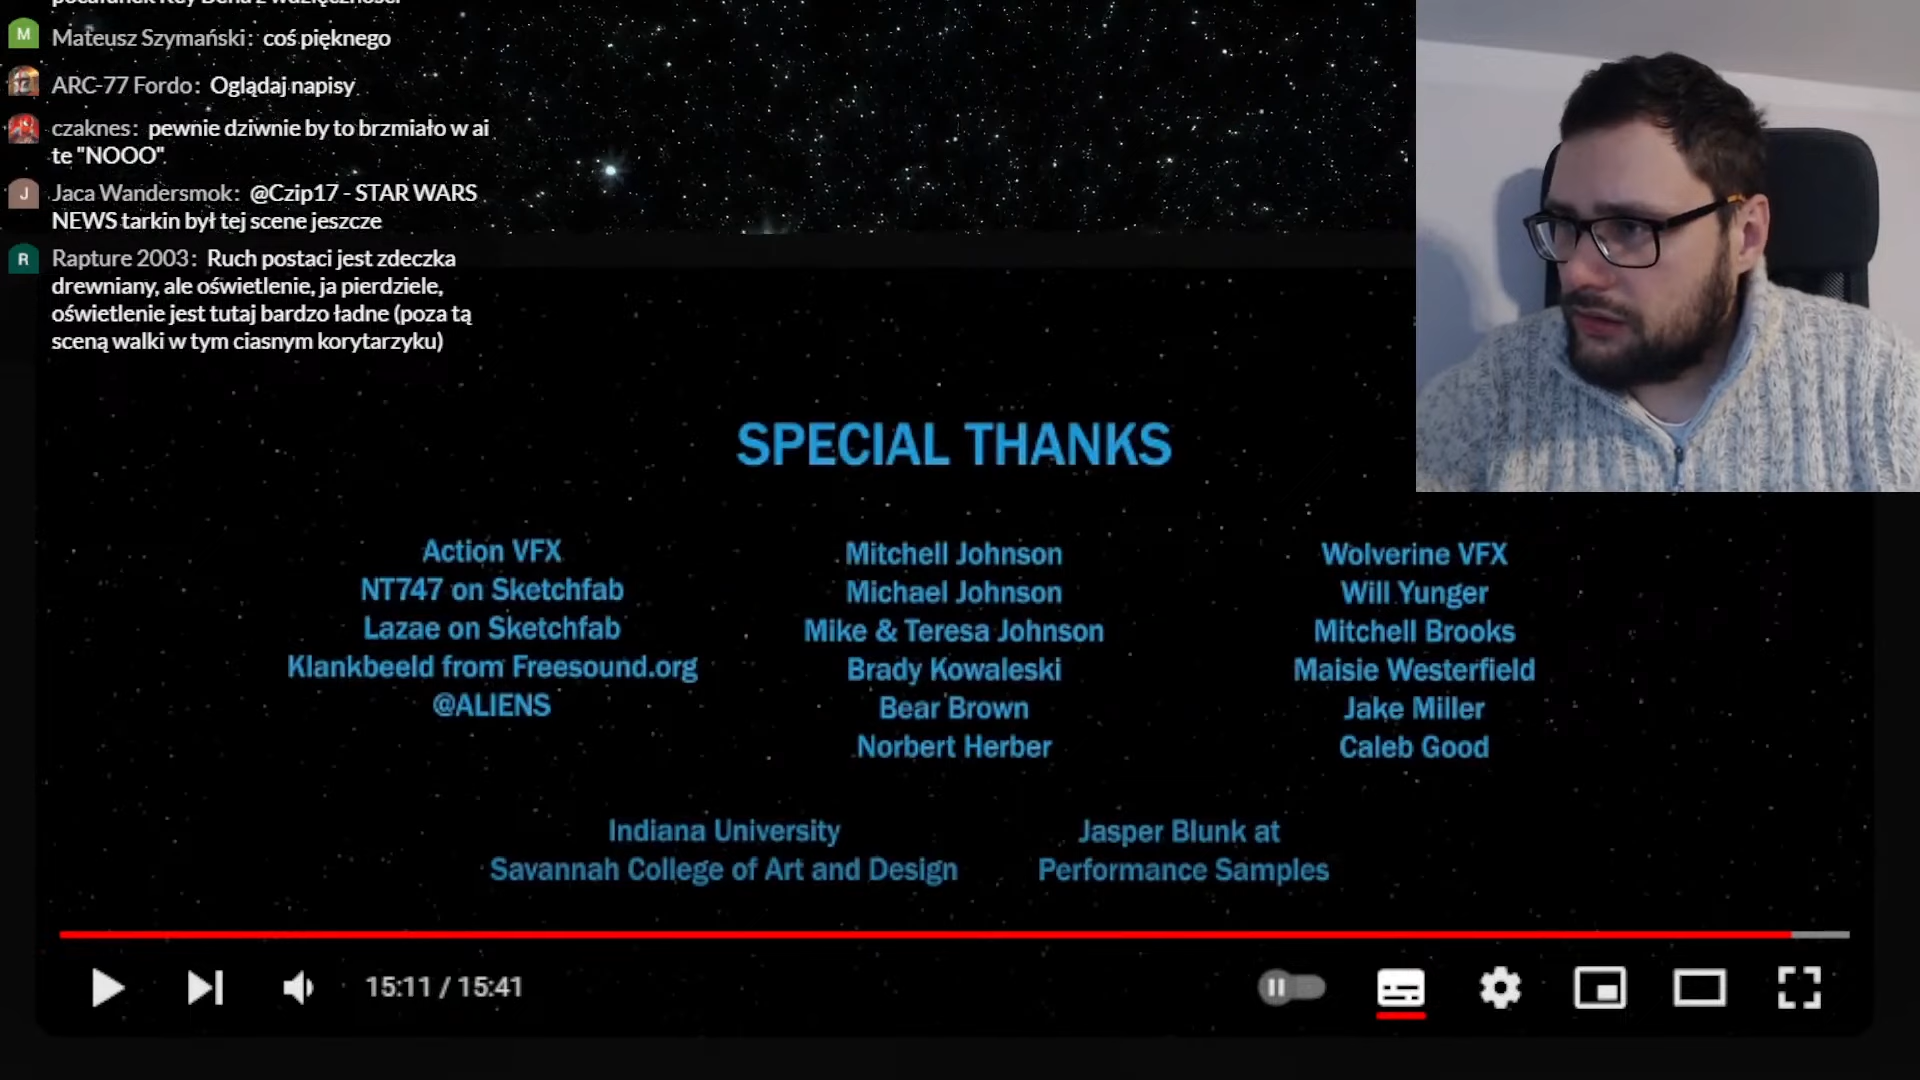 M
Mateusz Szymański: coś pięknego
ARC-77 Fordo: Oglądaj napisy
czaknes: pewnie dziwnie by to brzmiało w ai
te "NOOO"
J
Jaca Wandersmok: @Czip17 - STAR WARS
NEWS tarkin był tej scene jeszcze
R
Rapture 2003: Ruch postaci jest zdeczka
drewniany, ale oświetlenie, ja pierdziele,
oświetlenie jest tutaj bardzo ładne (poza tą
sceną walki w tym ciasnym korytarzyku)
SPECIAL THANKS
Action VFX
NT747 on Sketchfab
Lazae on Sketchfab
Klankbeeld from Freesound.org
@ALIENS
Mitchell Johnson
Michael Johnson
Mike & Teresa Johnson
Brady Kowaleski
Bear Brown
Norbert Herber
Wolverine VFX
Will Yunger
Mitchell Brooks
Maisie Westerfield
Jake Miller
Caleb Good
Indiana University
Savannah College of Art and Design
Jasper Blunk at
Performance Samples
15:11 / 15:41